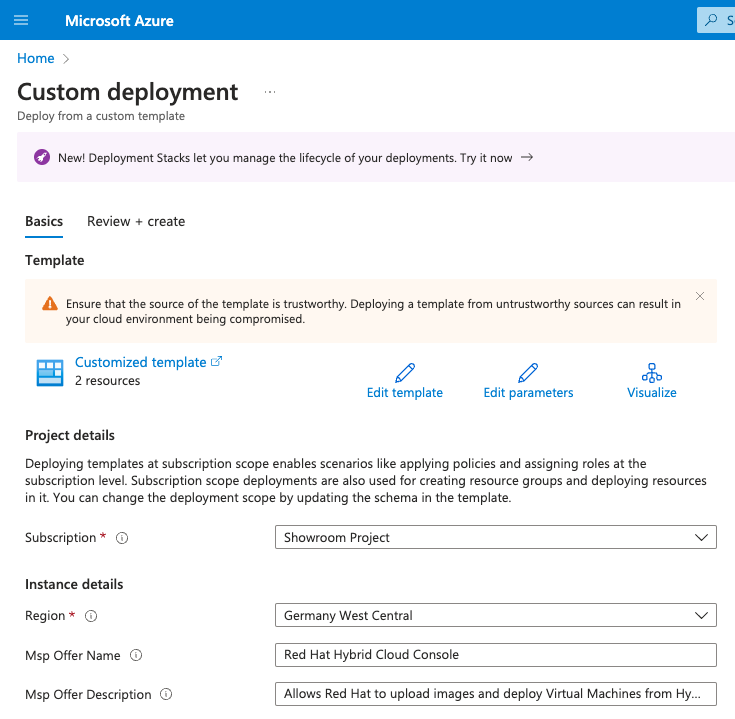 Microsoft Azure
S
Home
Custom deployment ...
Deploy from a custom template
New! Deployment Stacks let you manage the lifecycle of your deployments. Try it now →
Basics Review + create
Template
Ensure that the source of the template is trustworthy. Deploying a template from untrustworthy sources can result in
your cloud environment being compromised.
Customized template
2 resources
Edit template Edit parameters Visualize
Project details
Deploying templates at subscription scope enables scenarios like applying policies and assigning roles at the
subscription level. Subscription scope deployments are also used for creating resource groups and deploying resources
in it. You can change the deployment scope by updating the schema in the template.
Subscription * Showroom Project
Instance details
Region * Germany West Central
Msp Offer Name Red Hat Hybrid Cloud Console
Msp Offer Description Allows Red Hat to upload images and deploy Virtual Machines from Hy...